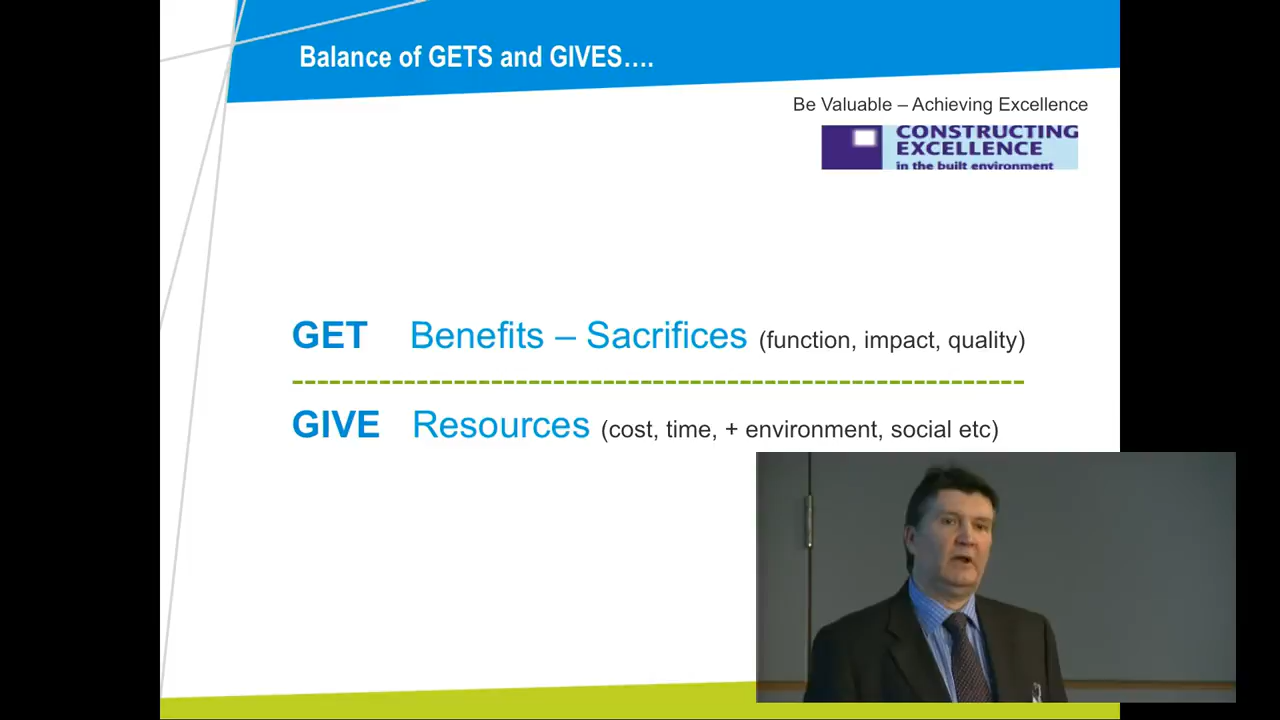 Balance of GETS and GIVES....
Be Valuable – Achieving Excellence
CONSTRUCTING
EXCELLENCE
in the built environment
GET Benefits – Sacrifices (function, impact, quality)
GIVE Resources (cost, time, + environment, social etc)